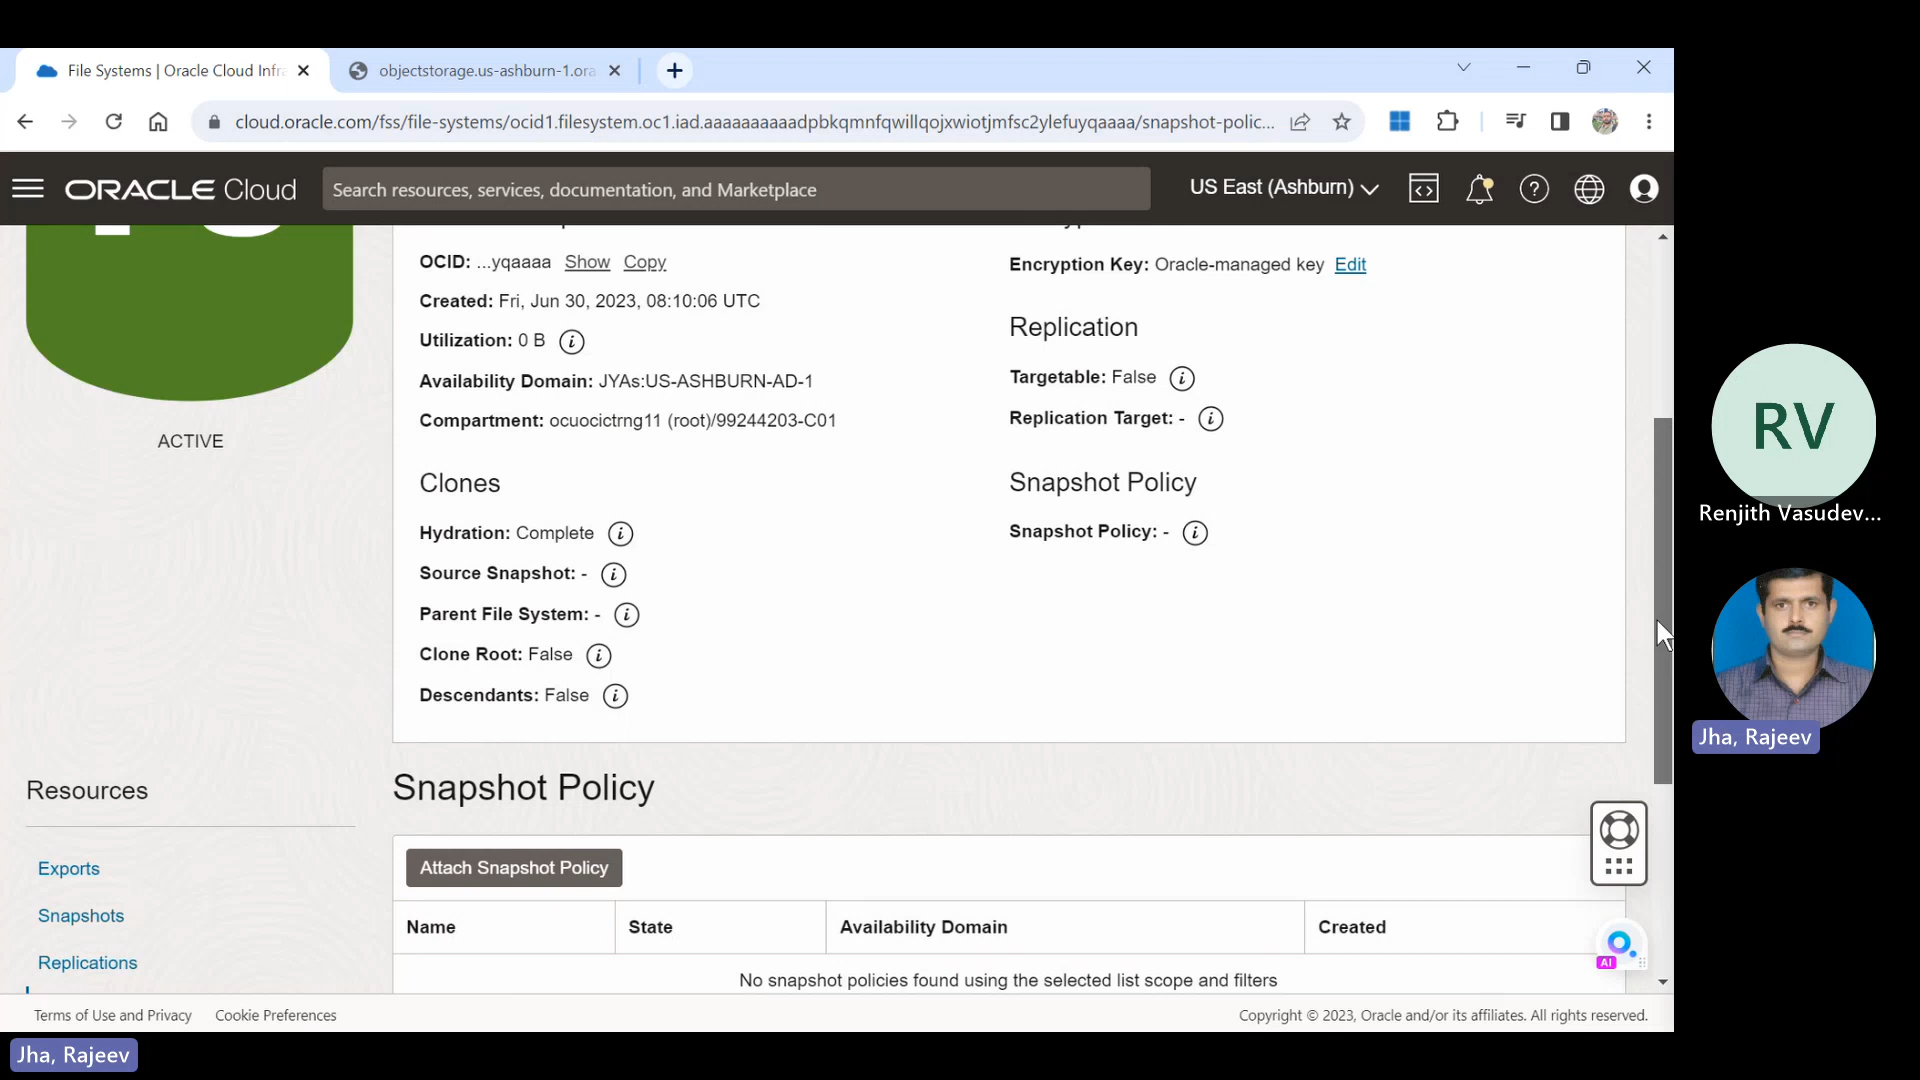 File Systems | Oracle Cloud Infra
objectstorage.us-ashburn-1.ora
cloud.oracle.com/fss/file-systems/ocid1.filesystem.oc1.iad.aaaaaaaaaadpbkqmnfqwillqojxwiotjmfsc2ylefuyqaaaa/snapshot-polic...
ORACLE Cloud
Search resources, services, documentation, and Marketplace
US East (Ashburn)
OCID: ...yqaaaa Show Copy
Created: Fri, Jun 30, 2023, 08:10:06 UTC
Utilization: 0 B
Availability Domain: JYAs:US-ASHBURN-AD-1
Compartment: ocuocictrng11 (root)/99244203-C01
Clones
Hydration: Complete
Source Snapshot: -
Parent File System: -
Clone Root: False
Descendants: False
Encryption Key: Oracle-managed key Edit
Replication
Targetable: False
Replication Target: -
Snapshot Policy
Snapshot Policy: -
ACTIVE
Resources
Exports
Snapshots
Replications
Snapshot Policy
Attach Snapshot Policy
Name State Availability Domain Created
No snapshot policies found using the selected list scope and filters
AI
Terms of Use and Privacy Cookie Preferences
Copyright © 2023, Oracle and/or its affiliates. All rights reserved.
RV
Renjith Vasudev...
Jha, Rajeev
Jha, Rajeev